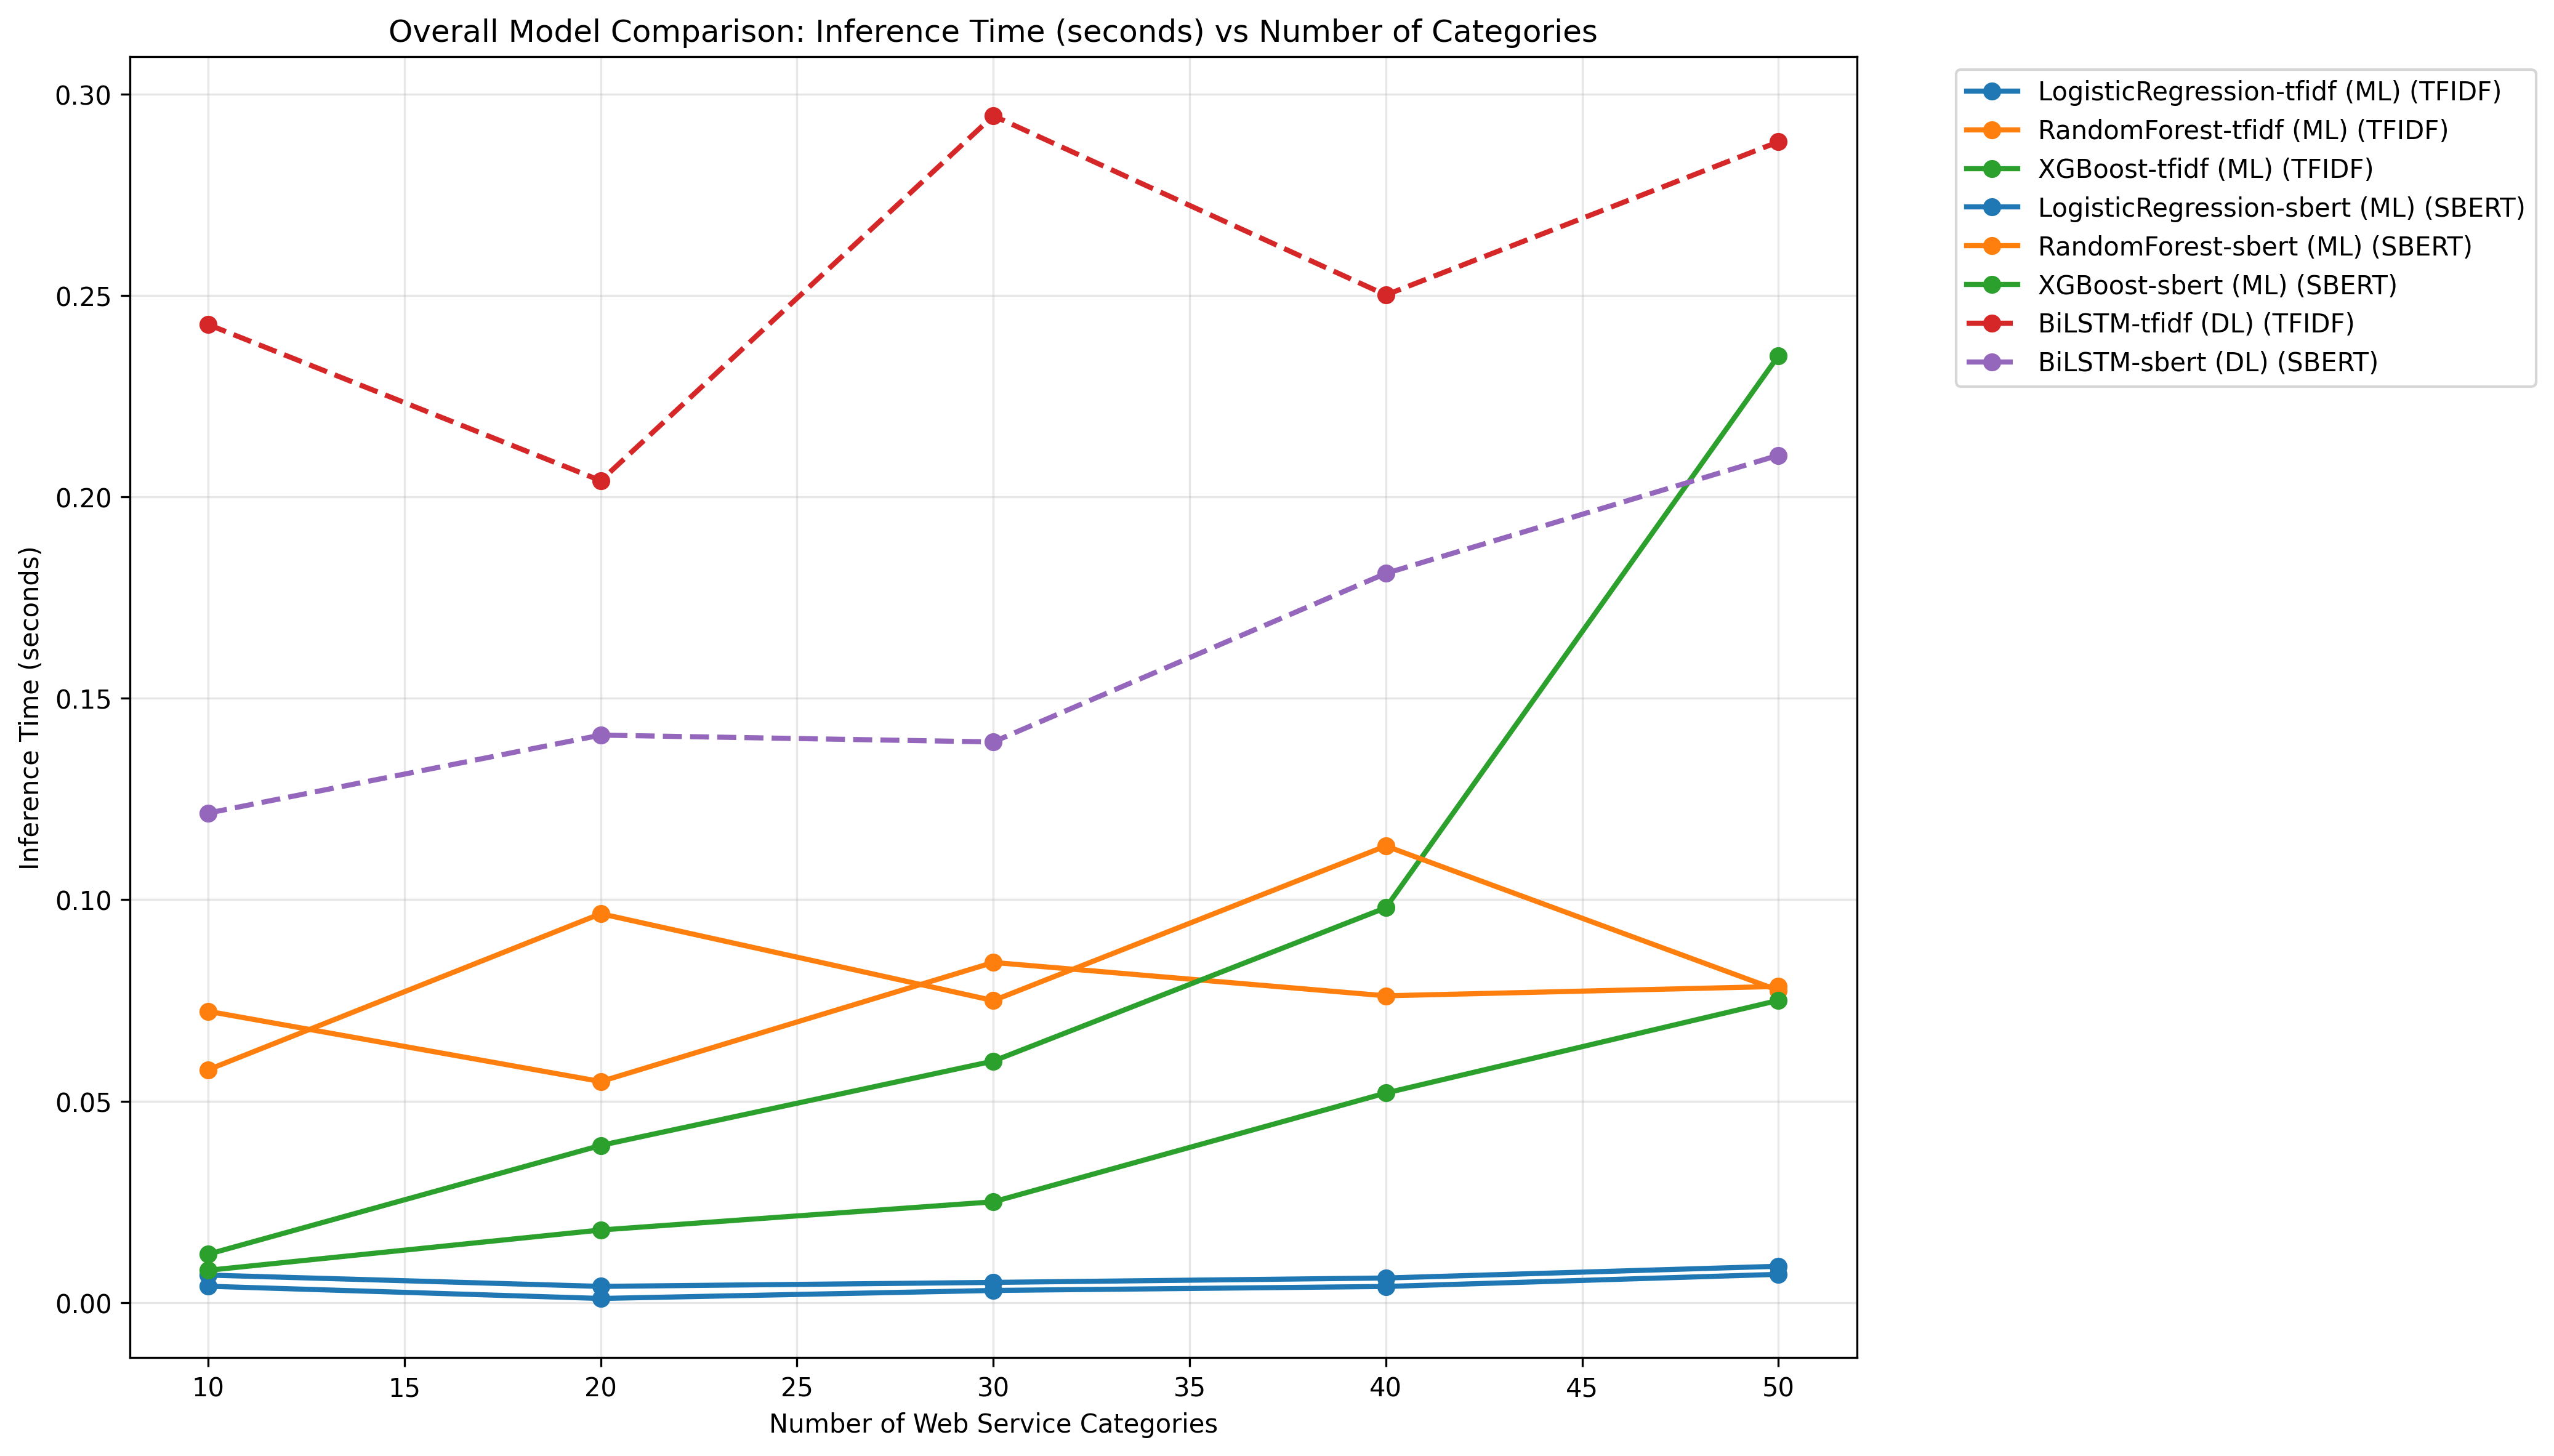 Overall Model Comparison: Inference Time (seconds) vs Number of Categories
LogisticRegression-tfidf (ML) (TFIDF)
RandomForest-tfidf (ML) (TFIDF)
XGBoost-tfidf (ML) (TFIDF)
LogisticRegression-sbert (ML) (SBERT)
RandomForest-sbert (ML) (SBERT)
XGBoost-sbert (ML) (SBERT)
BiLSTM-tfidf (DL) (TFIDF)
BiLSTM-sbert (DL) (SBERT)
Inference Time (seconds)
0.30
0.25
0.20
0.15
0.10
0.05
0.00
10 15 20 25 30 35 40 45 50
Number of Web Service Categories